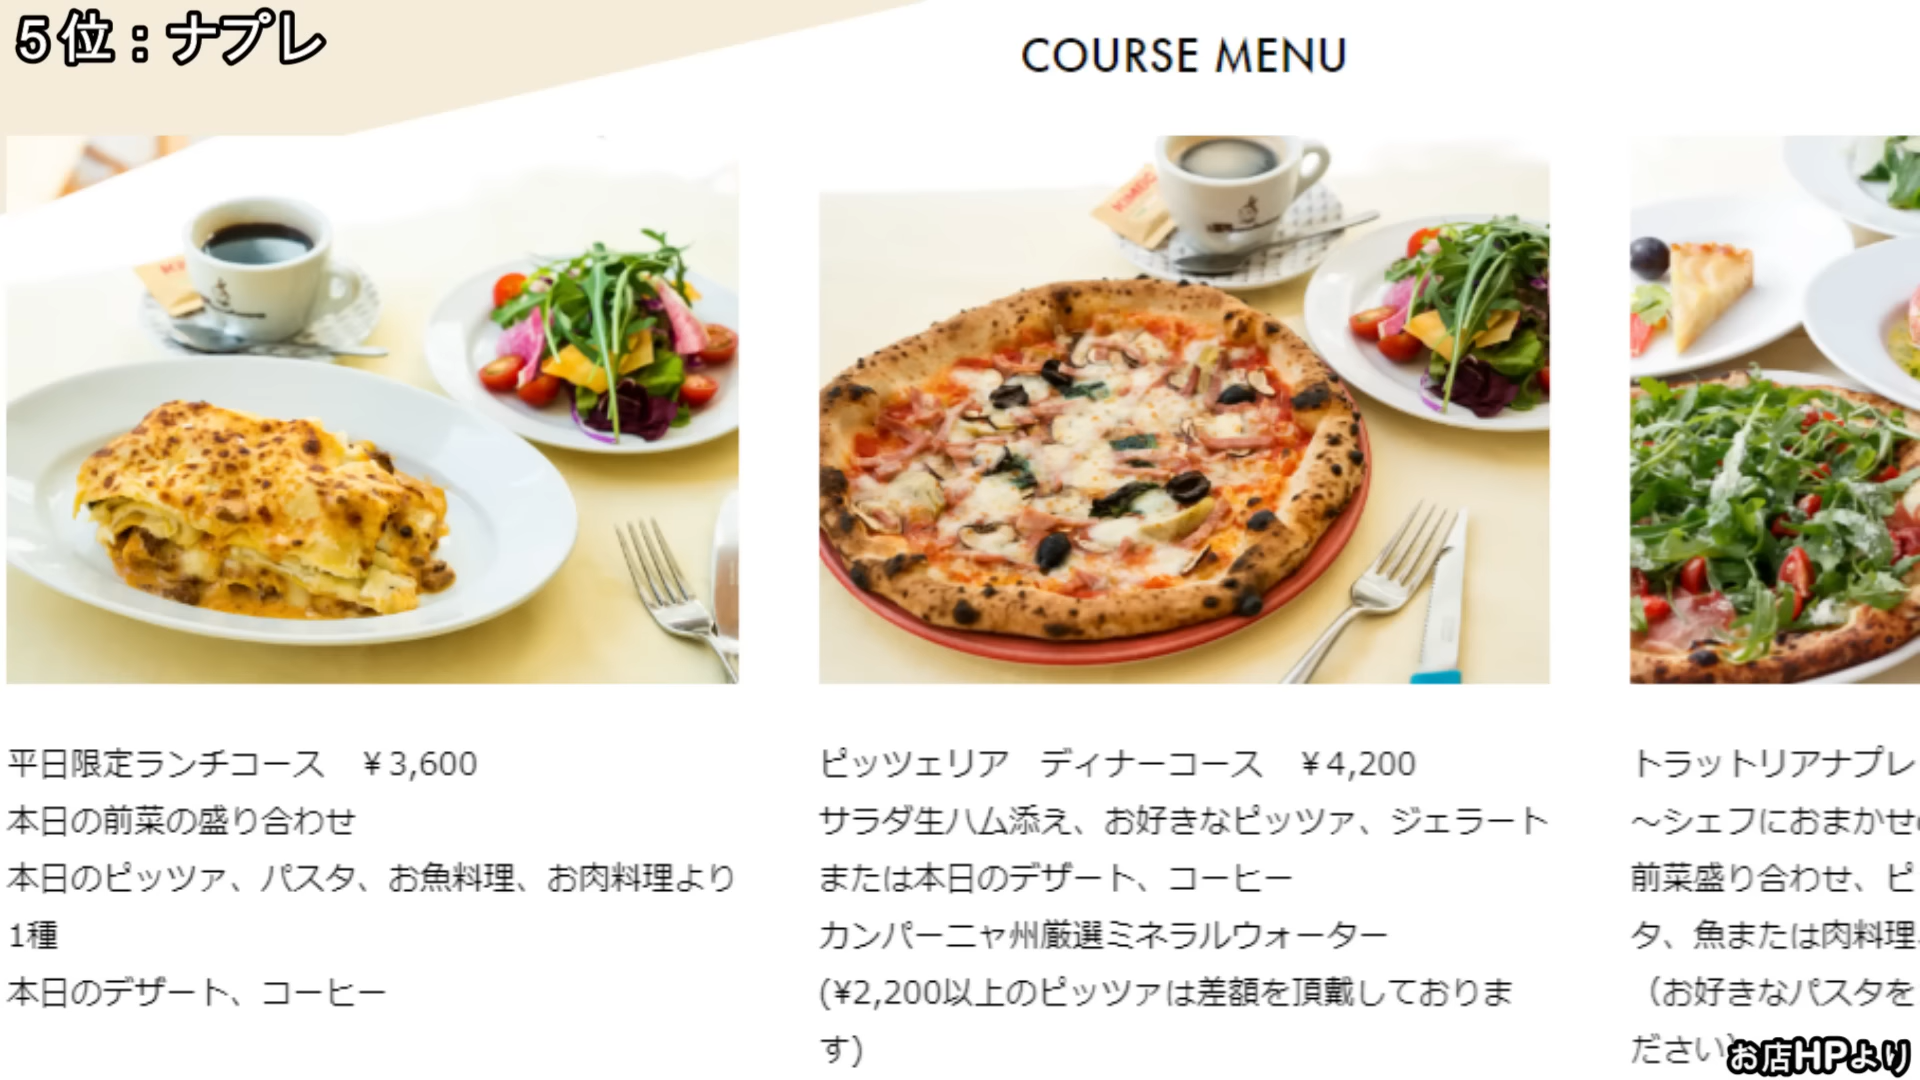 5位：ナプレ
COURSE MENU
平日限定ランチコース　￥3,600
本日の前菜の盛り合わせ
本日のピッツァ、パスタ、お魚料理、お肉料理より
1種
本日のデザート、コーヒー
ピッツェリア　ディナーコース　￥4,200
サラダ生ハム添え、お好きなピッツァ、ジェラート
または本日のデザート、コーヒー
カンパーニャ州厳選ミネラルウォーター
(¥2,200以上のピッツァは差額を頂戴しておりま
す)
トラットリアナプレ
～シェフにおまかせ
前菜盛り合わせ、ピ
タ、魚または肉料理
（お好きなパスタを
ださい
お店HPより